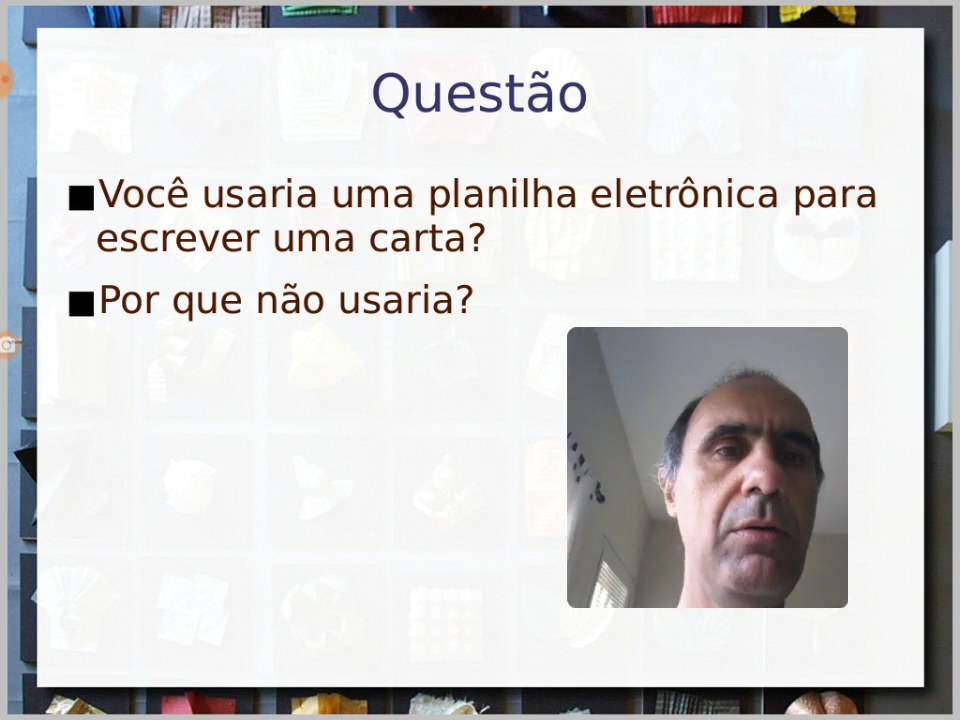 Questão
Você usaria uma planilha eletrônica para
escrever uma carta?
Por que não usaria?